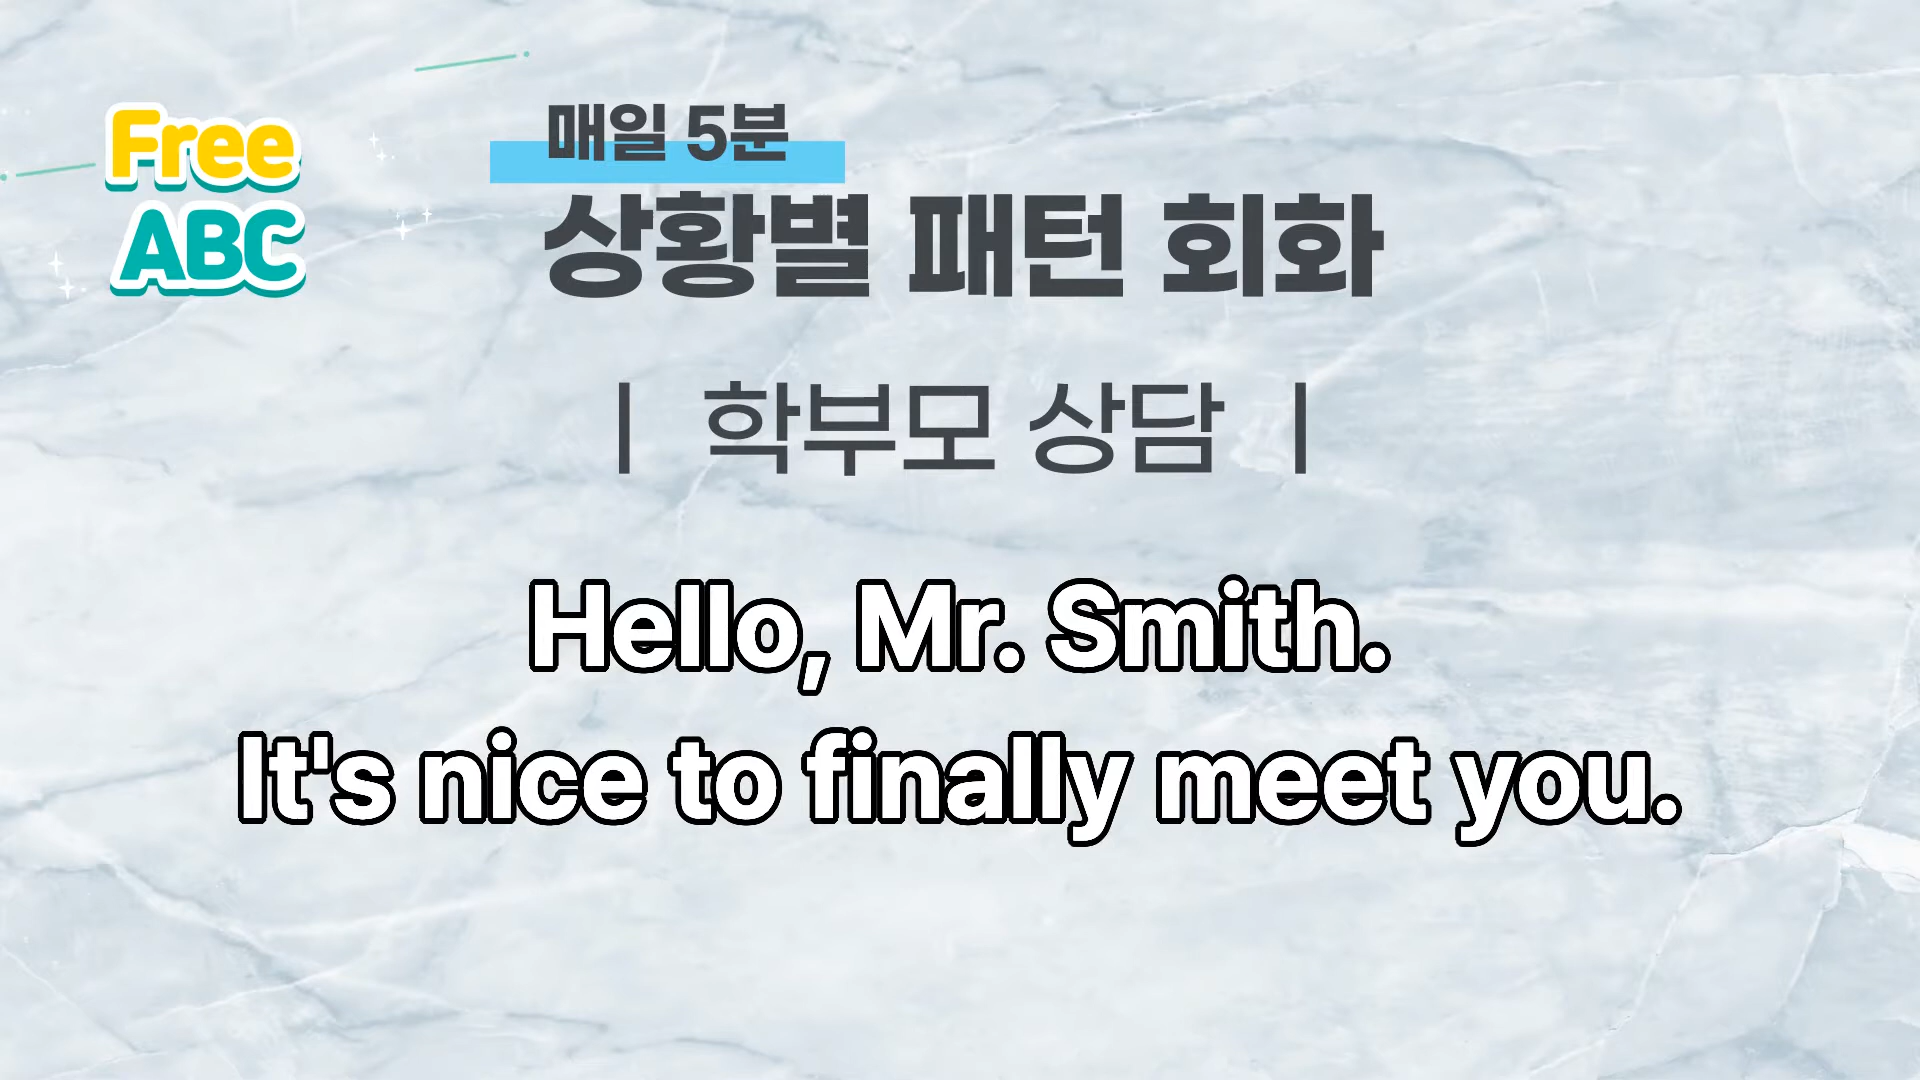 Free
ABC
매일 5분
상황별 패턴 회화
| 학부모 상담 |
Hello, Mr. Smith.
It's nice to finally meet you.